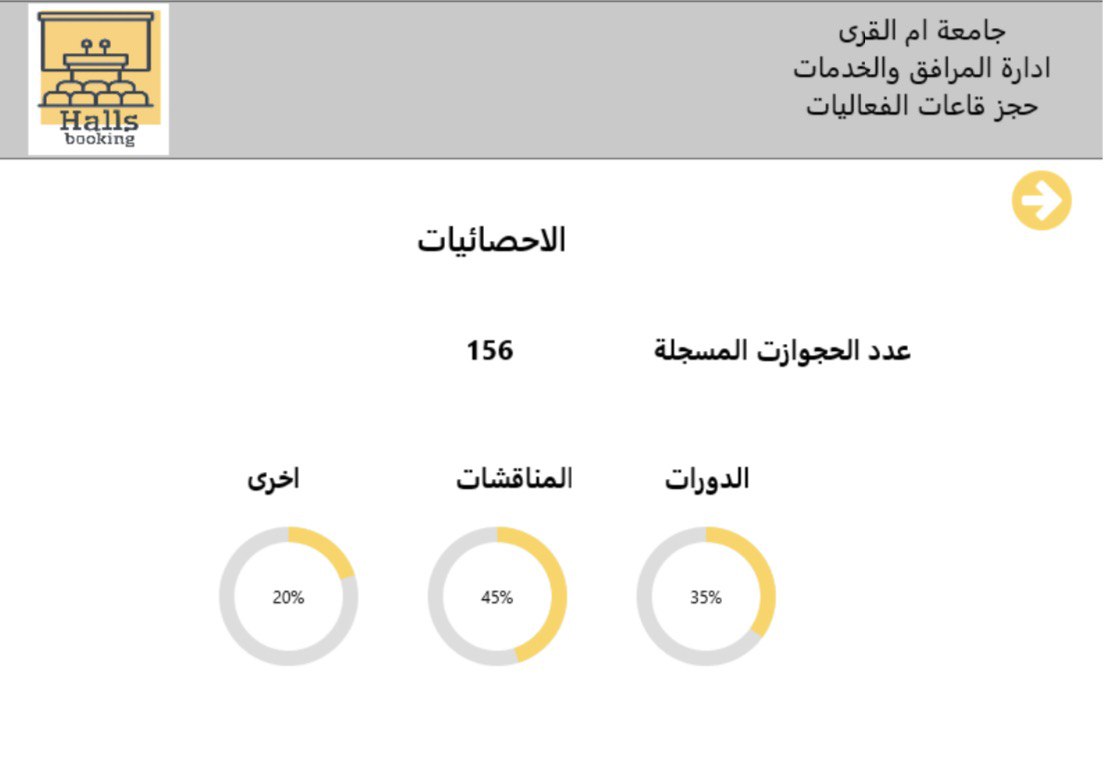 جامعة ام القرى
ادارة المرافق والخدمات
حجز قاعات الفعاليات
Halls
booking
الاحصائيات
عدد الحجوازت المسجلة 156
الدورات المناقشات اخرى
35% 45% 20%